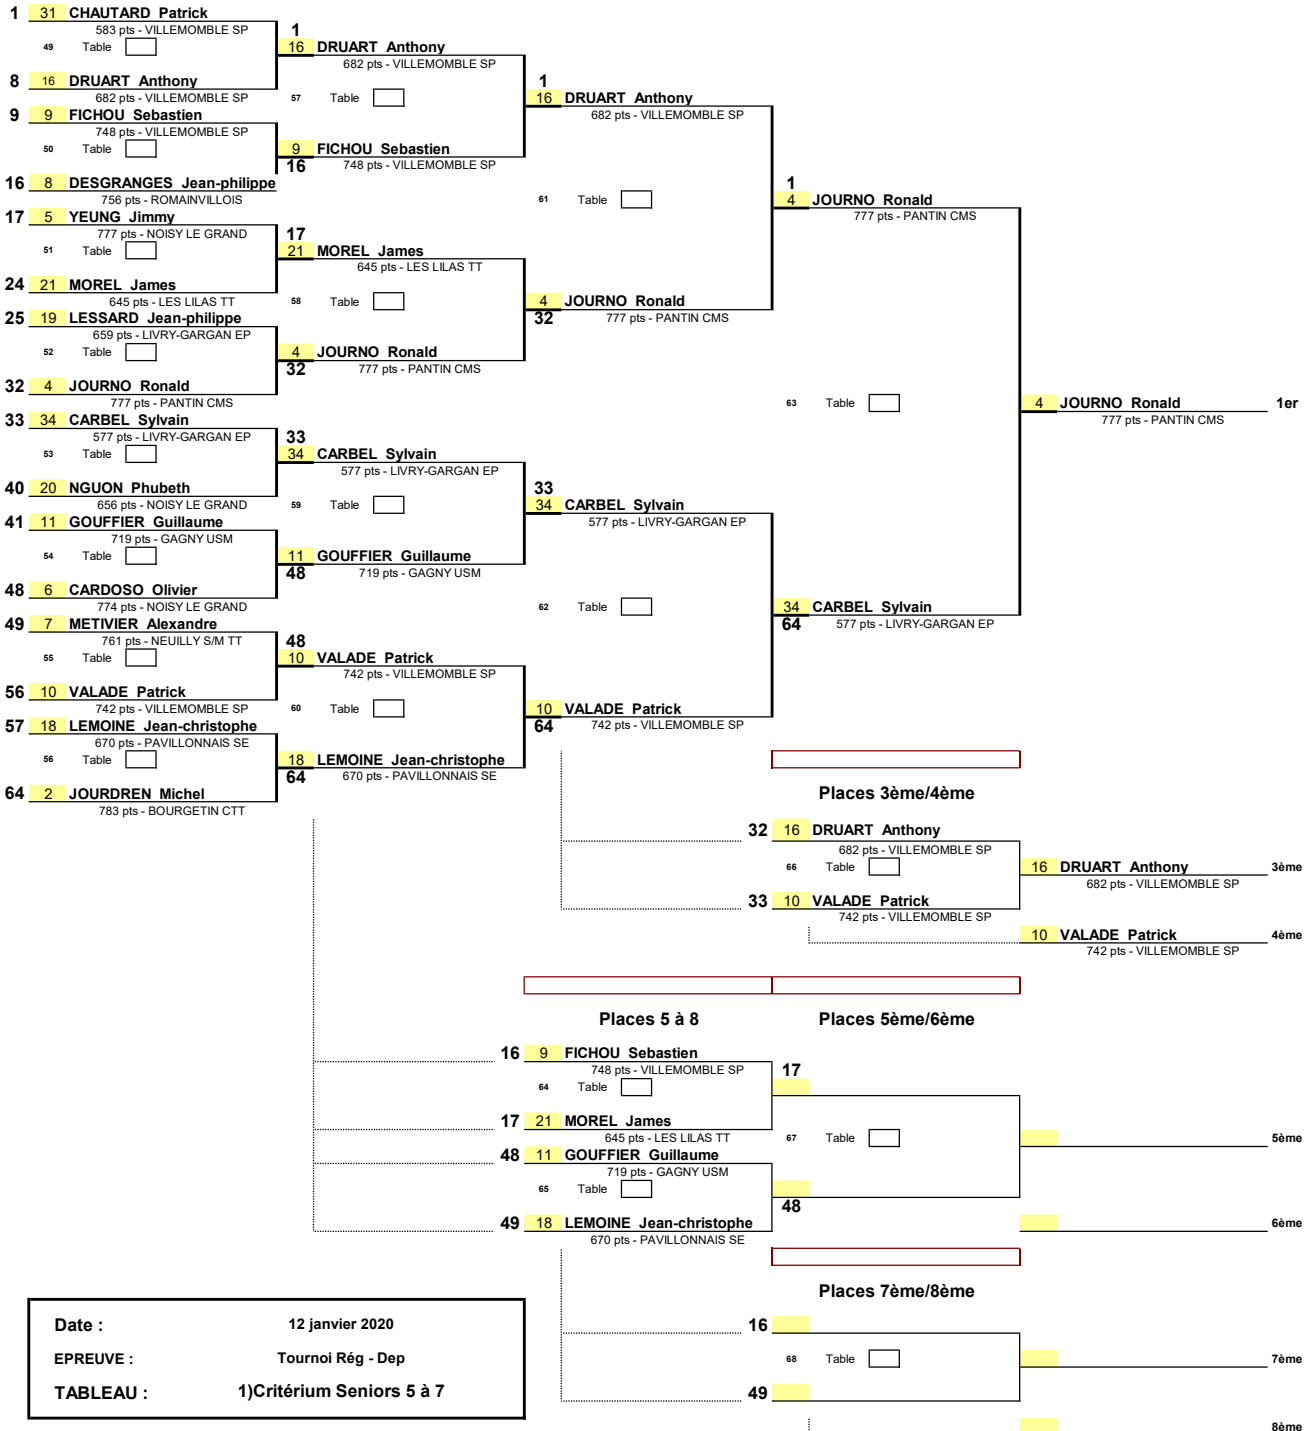 1 31 CHAUTARD Patrick
583 pts - VILLEMOMBLE SP
49 Table
8 16 DRUART Anthony
682 pts - VILLEMOMBLE SP
9 9 FICHOU Sebastien
748 pts - VILLEMOMBLE SP
50 Table
16 8 DESGRANGES Jean-philippe
756 pts - ROMAINVILLOIS
17 5 YEUNG Jimmy
777 pts - NOISY LE GRAND
51 Table
24 21 MOREL James
645 pts - LES LILAS TT
25 19 LESSARD Jean-philippe
659 pts - LIVRY-GARGAN EP
52 Table
32 4 JOURNO Ronald
777 pts - PANTIN CMS
33 34 CARBEL Sylvain
577 pts - LIVRY-GARGAN EP
53 Table
40 20 NGUON Phubeth
656 pts - NOISY LE GRAND
41 11 GOUFFIER Guillaume
719 pts - GAGNY USM
54 Table
48 6 CARDOSO Olivier
774 pts - NOISY LE GRAND
49 7 METIVIER Alexandre
761 pts - NEUILLY S/M TT
55 Table
56 10 VALADE Patrick
742 pts - VILLEMOMBLE SP
57 18 LEMOINE Jean-christophe
670 pts - PAVILLONNAIS SE
56 Table
64 2 JOURDREN Michel
783 pts - BOURGETIN CTT
1
16 DRUART Anthony
682 pts - VILLEMOMBLE SP
57 Table
9 FICHOU Sebastien
16 748 pts - VILLEMOMBLE SP
17
21 MOREL James
645 pts - LES LILAS TT
58 Table
4 JOURNO Ronald
32 777 pts - PANTIN CMS
33
34 CARBEL Sylvain
577 pts - LIVRY-GARGAN EP
59 Table
11 GOUFFIER Guillaume
48 719 pts - GAGNY USM
48
10 VALADE Patrick
742 pts - VILLEMOMBLE SP
60 Table
18 LEMOINE Jean-christophe
64 670 pts - PAVILLONNAIS SE
1
16 DRUART Anthony
682 pts - VILLEMOMBLE SP
61 Table
4 JOURNO Ronald
32 777 pts - PANTIN CMS
33
34 CARBEL Sylvain
577 pts - LIVRY-GARGAN EP
62 Table
10 VALADE Patrick
64 742 pts - VILLEMOMBLE SP
1
4 JOURNO Ronald
777 pts - PANTIN CMS
63 Table
34 CARBEL Sylvain
64 577 pts - LIVRY-GARGAN EP
4 JOURNO Ronald 1er
777 pts - PANTIN CMS
Places 3ème/4ème
32 16 DRUART Anthony
682 pts - VILLEMOMBLE SP
66 Table
33 10 VALADE Patrick
742 pts - VILLEMOMBLE SP
16 DRUART Anthony 3ème
682 pts - VILLEMOMBLE SP
10 VALADE Patrick 4ème
742 pts - VILLEMOMBLE SP
Places 5 à 8
Places 5ème/6ème
16 9 FICHOU Sebastien
748 pts - VILLEMOMBLE SP
64 Table
17 21 MOREL James
645 pts - LES LILAS TT
48 11 GOUFFIER Guillaume
719 pts - GAGNY USM
65 Table
49 18 LEMOINE Jean-christophe
670 pts - PAVILLONNAIS SE
17
67 Table
48
5ème
6ème
Places 7ème/8ème
16
68 Table
49
7ème
8ème
Date : 12 janvier 2020
EPREUVE : Tournoi Rég - Dep
TABLEAU : 1)Critérium Seniors 5 à 7